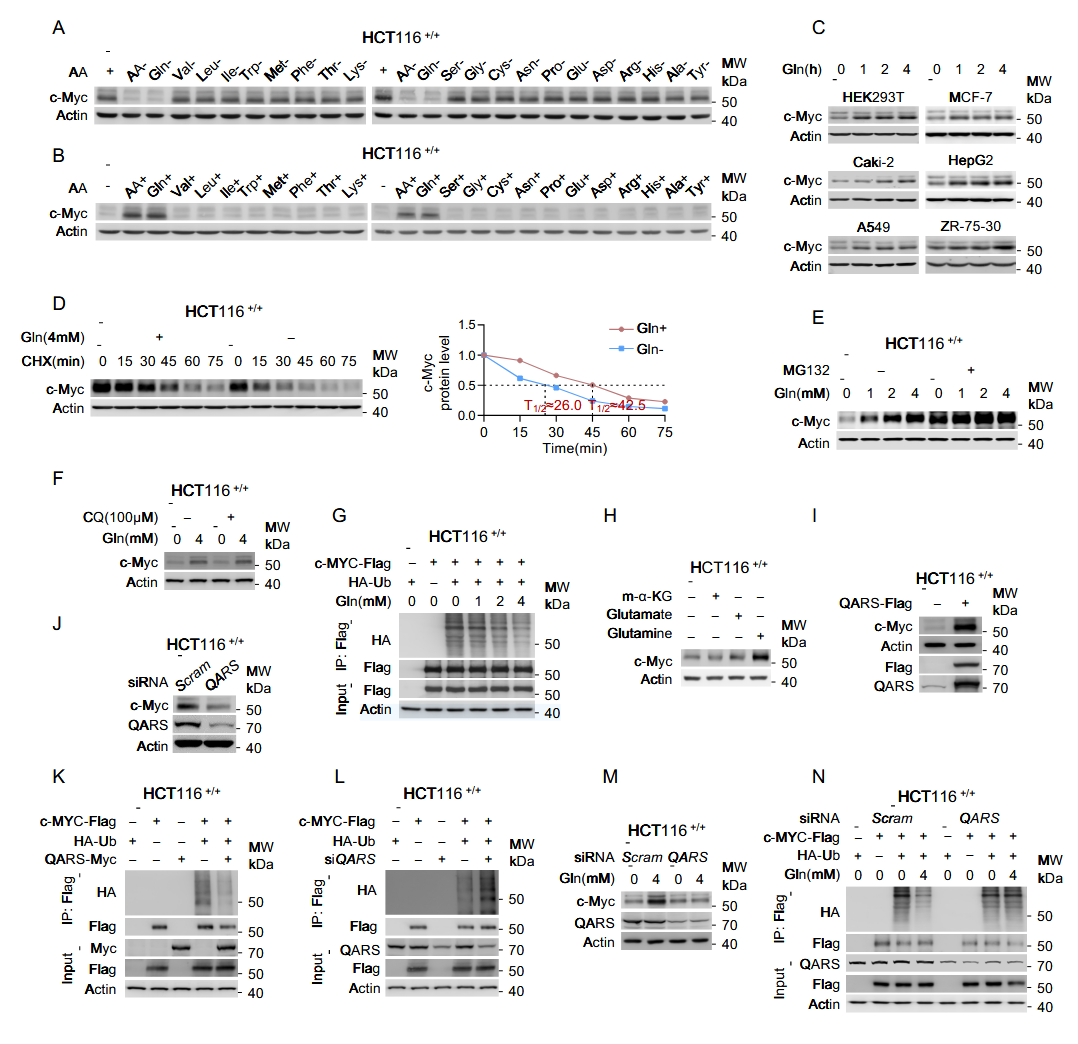 A
HCT116 +/+
AA + AA- Gln- Val- Leu- Ile- Trp- Met- Phe- Thr- Lys- + AA- Gln- Ser- Gly- Cys- Asn- Pro- Glu- Asp- Arg- His- Ala- Tyr- MW kDa
c-Myc 50
Actin 40
B
HCT116 +/+
AA - AA+ Gln+ Val+ Leu+ Ile+ Trp+ Met+ Phe+ Thr+ Lys+ - AA+ Gln+ Ser+ Gly+ Cys+ Asn+ Pro+ Glu+ Asp+ Arg+ His+ Ala+ Tyr+ MW kDa
c-Myc 50
Actin 40
C
Gln(h) 0 1 2 4 0 1 2 4 MW kDa
HEK293T MCF-7
c-Myc 50
Actin 40
Caki-2 HepG2
c-Myc 50
Actin 40
A549 ZR-75-30
c-Myc 50
Actin 40
D
HCT116 +/+
Gln(4mM) + –
CHX(min) 0 15 30 45 60 75 0 15 30 45 60 75 MW kDa
c-Myc 50
Actin 40
c-Myc protein level
1.5
1.0
0.5
0.0
Gln+
Gln-
T1/2≈26.0 T1/2≈42.5
0 15 30 45 60 75
Time(min)
E
HCT116 +/+
MG132 – +
Gln(mM) 0 1 2 4 0 1 2 4 MW kDa
c-Myc 50
Actin 40
F
HCT116 +/+
CQ(100μM) – +
Gln(mM) 0 4 0 4 MW kDa
c-Myc 50
Actin 40
G
HCT116 +/+
c-MYC-Flag – + + + + +
HA-Ub + – + + + +
Gln(mM) 0 0 0 1 2 4 MW kDa
IP: Flag
HA 50
Flag 50
Input
Flag 50
Actin 40
H
HCT116 +/+
m-α-KG - +
Glutamate +
Glutamine + MW kDa
c-Myc 50
Actin 40
I
HCT116 +/+
QARS-Flag – + MW kDa
c-Myc 50
Actin 40
Flag 70
QARS 70
J
HCT116 +/+
siRNA Scram QARS MW kDa
c-Myc 50
QARS 70
Actin 40
K
HCT116 +/+
c-MYC-Flag – + – + +
HA-Ub + – – + +
QARS-Myc – – + – + MW kDa
IP: Flag
HA 50
Flag 50
Input
Myc 70
Flag 50
Actin 40
L
HCT116 +/+
c-MYC-Flag – + – + +
HA-Ub + – – + +
siQARS – – + – + MW kDa
IP: Flag
HA 50
Flag 50
Input
QARS 70
Flag 50
Actin 40
M
HCT116 +/+
siRNA Scram QARS
Gln(mM) 0 4 0 4 MW kDa
c-Myc 50
QARS 70
Actin 40
N
HCT116 +/+
siRNA Scram QARS
c-MYC-Flag – + + + – + + +
HA-Ub + – + + + – + +
Gln(mM) 0 0 0 4 0 0 0 4 MW kDa
IP: Flag
HA 50
Flag 50
Input
QARS 70
Flag 50
Actin 40